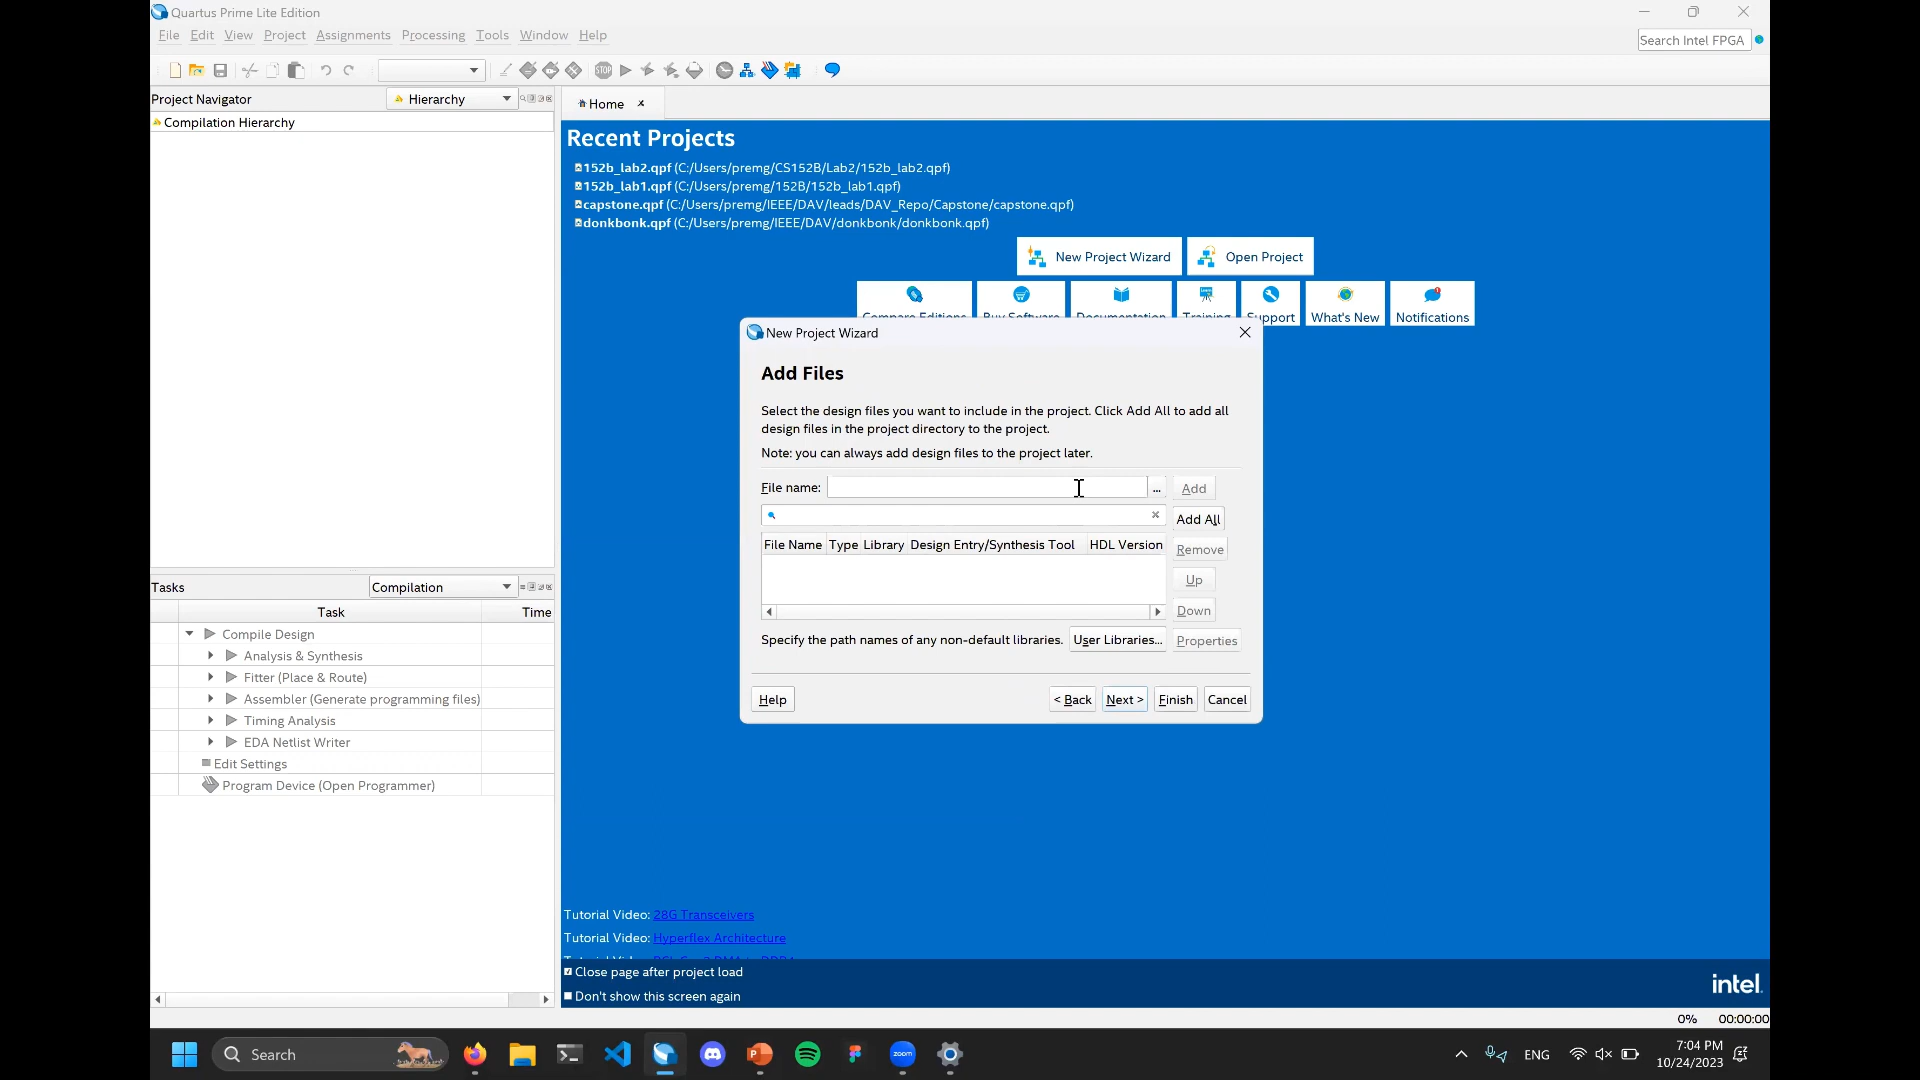 Quartus Prime Lite Edition
File Edit View Project Assignments Processing Tools Window Help
Search Intel FPGA
Project Navigator Hierarchy
Compilation Hierarchy
Home
Recent Projects
152b_lab2.qpf (C:/Users/premg/CS152B/Lab2/152b_lab2.qpf)
152b_lab1.qpf (C:/Users/premg/152B/152b_lab1.qpf)
capstone.qpf (C:/Users/premg/IEEE/DAV/leads/DAV_Repo/Capstone/capstone.qpf)
donkbonk.qpf (C:/Users/premg/IEEE/DAV/donkbonk/donkbonk.qpf)
New Project Wizard Open Project
Compare Editions Buy Software Documentation Training Support What's New Notifications
New Project Wizard
Add Files
Select the design files you want to include in the project. Click Add All to add all
design files in the project directory to the project.
Note: you can always add design files to the project later.
File name: ... Add
Add All
File Name Type Library Design Entry/Synthesis Tool HDL Version
Remove
Up
Down
Specify the path names of any non-default libraries. User Libraries... Properties
Help < Back Next > Finish Cancel
Tasks Compilation
Task Time
Compile Design
Analysis & Synthesis
Fitter (Place & Route)
Assembler (Generate programming files)
Timing Analysis
EDA Netlist Writer
Edit Settings
Program Device (Open Programmer)
Tutorial Video: 28G Transceivers
Tutorial Video: Hyperflex Architecture
Close page after project load
Don't show this screen again
intel.
0% 00:00:00
Search
zoom
ENG
7:04 PM
10/24/2023